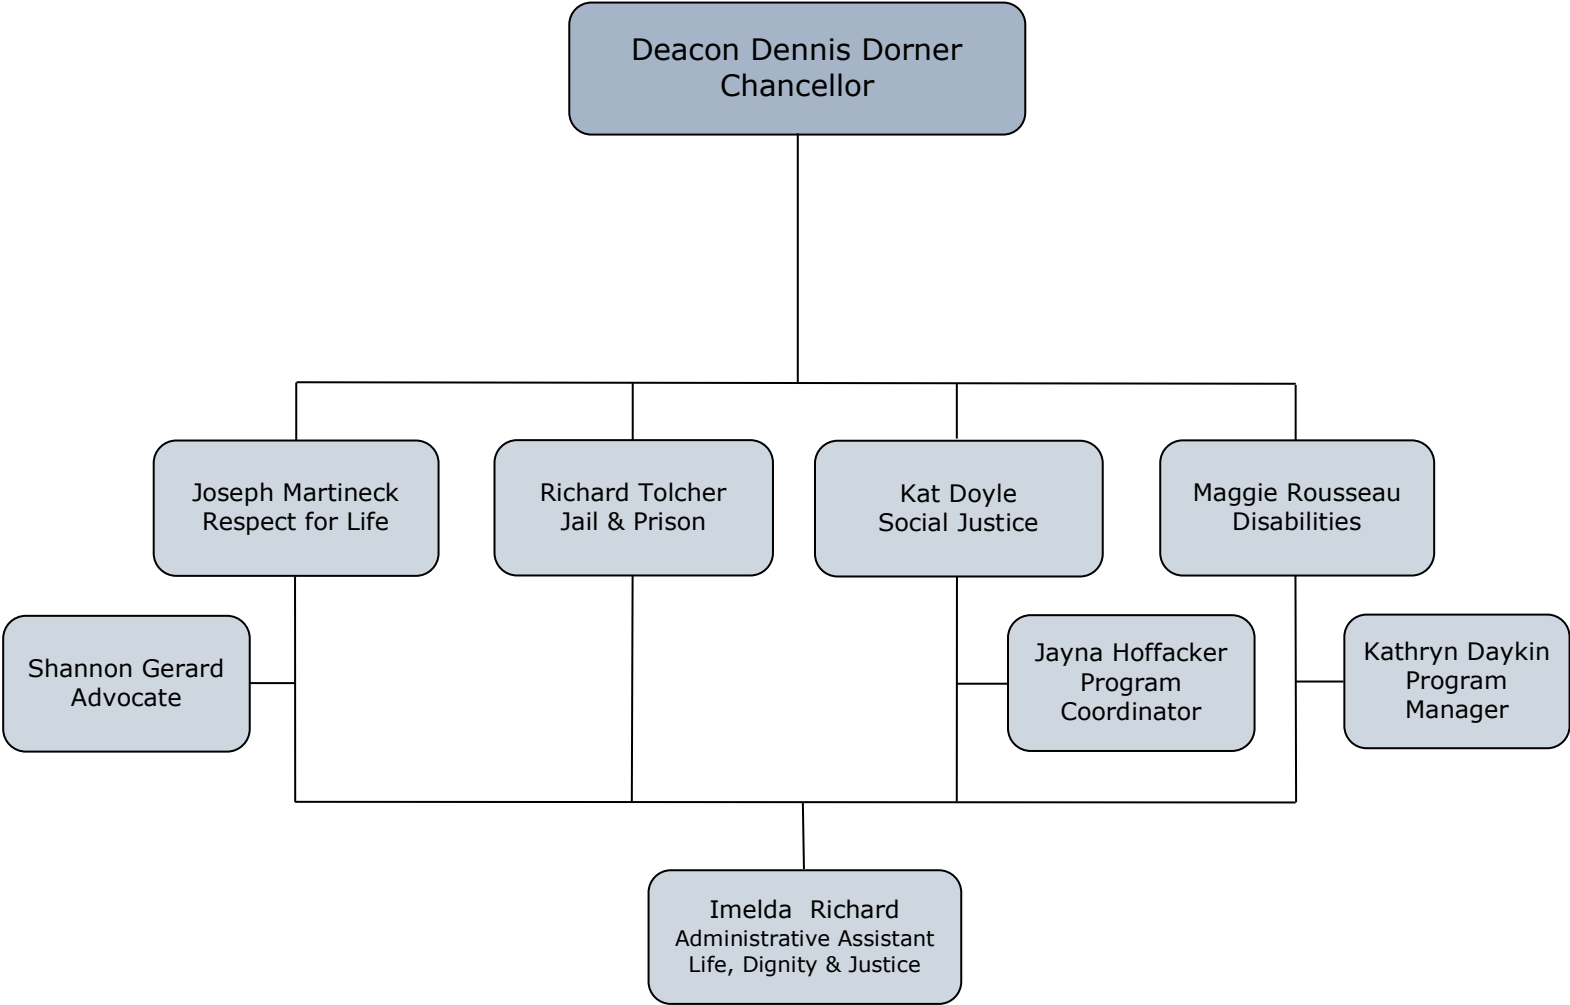 Deacon Dennis Dorner
Chancellor
Joseph Martineck
Respect for Life
Richard Tolcher
Jail & Prison
Kat Doyle
Social Justice
Maggie Rousseau
Disabilities
Shannon Gerard
Advocate
Jayna Hoffacker
Program
Coordinator
Kathryn Daykin
Program
Manager
Imelda  Richard
Administrative Assistant
Life, Dignity & Justice